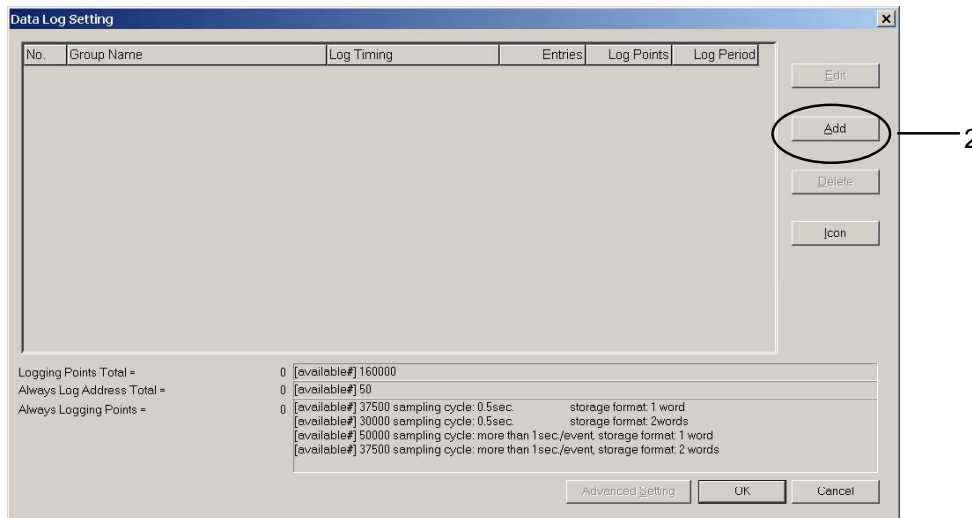 Data Log Setting
No. Group Name Log Timing Entries Log Points Log Period
Edit
Add
2
Delete
Icon
Logging Points Total = 0 [available#] 160000
Always Log Address Total = 0 [available#] 50
Always Logging Points = 0 [available#] 37500 sampling cycle: 0.5sec. storage format: 1 word
[available#] 30000 sampling cycle: 0.5sec. storage format: 2words
[available#] 50000 sampling cycle: more than 1sec./event, storage format: 1 word
[available#] 37500 sampling cycle: more than 1sec./event, storage format: 2 words
Advanced Setting OK Cancel